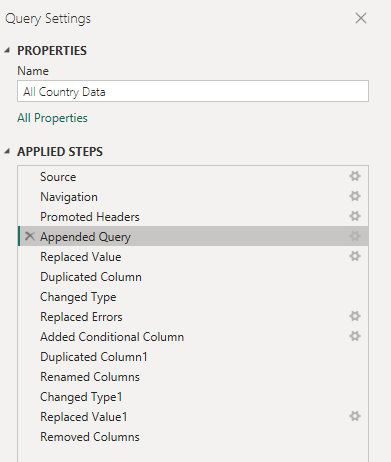 Query Settings
PROPERTIES
Name
All Country Data
All Properties
APPLIED STEPS
Source
Navigation
Promoted Headers
Appended Query
Replaced Value
Duplicated Column
Changed Type
Replaced Errors
Added Conditional Column
Duplicated Column1
Renamed Columns
Changed Type1
Replaced Value1
Removed Columns